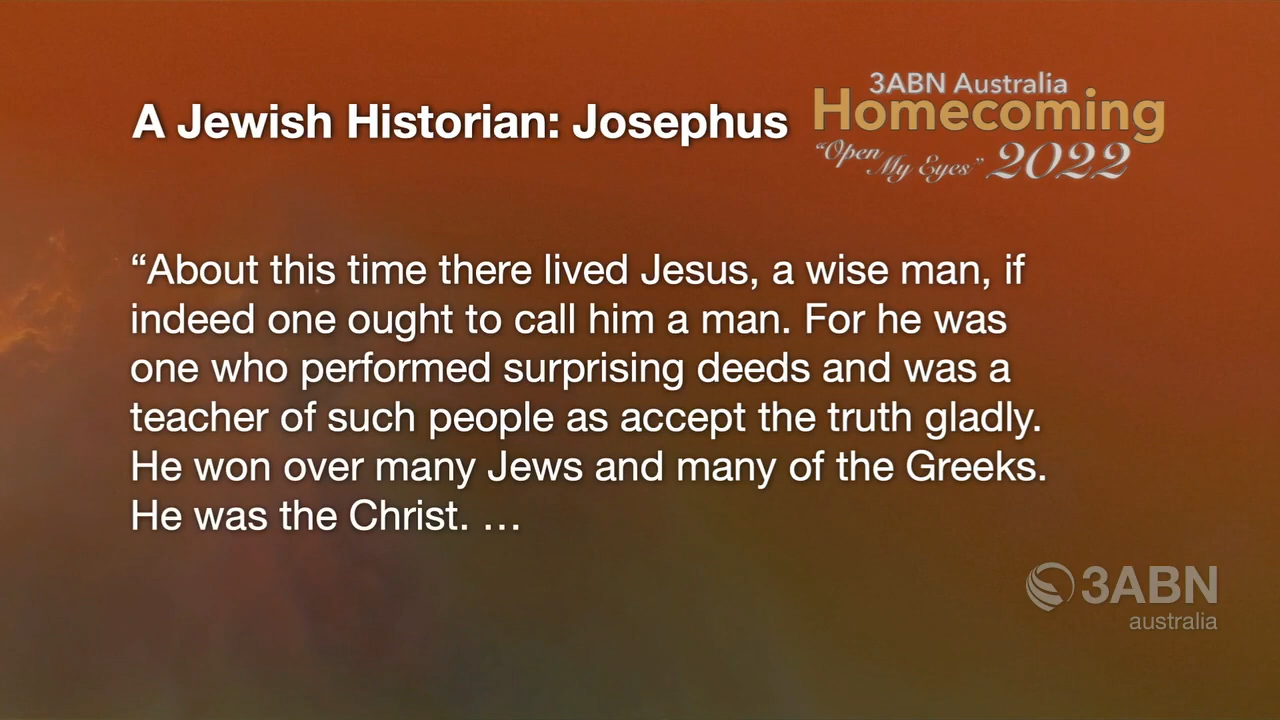 A Jewish Historian: Josephus
3ABN Australia
Homecoming
“Open My Eyes” 2022
“About this time there lived Jesus, a wise man, if
indeed one ought to call him a man. For he was
one who performed surprising deeds and was a
teacher of such people as accept the truth gladly.
He won over many Jews and many of the Greeks.
He was the Christ. …
3ABN
australia